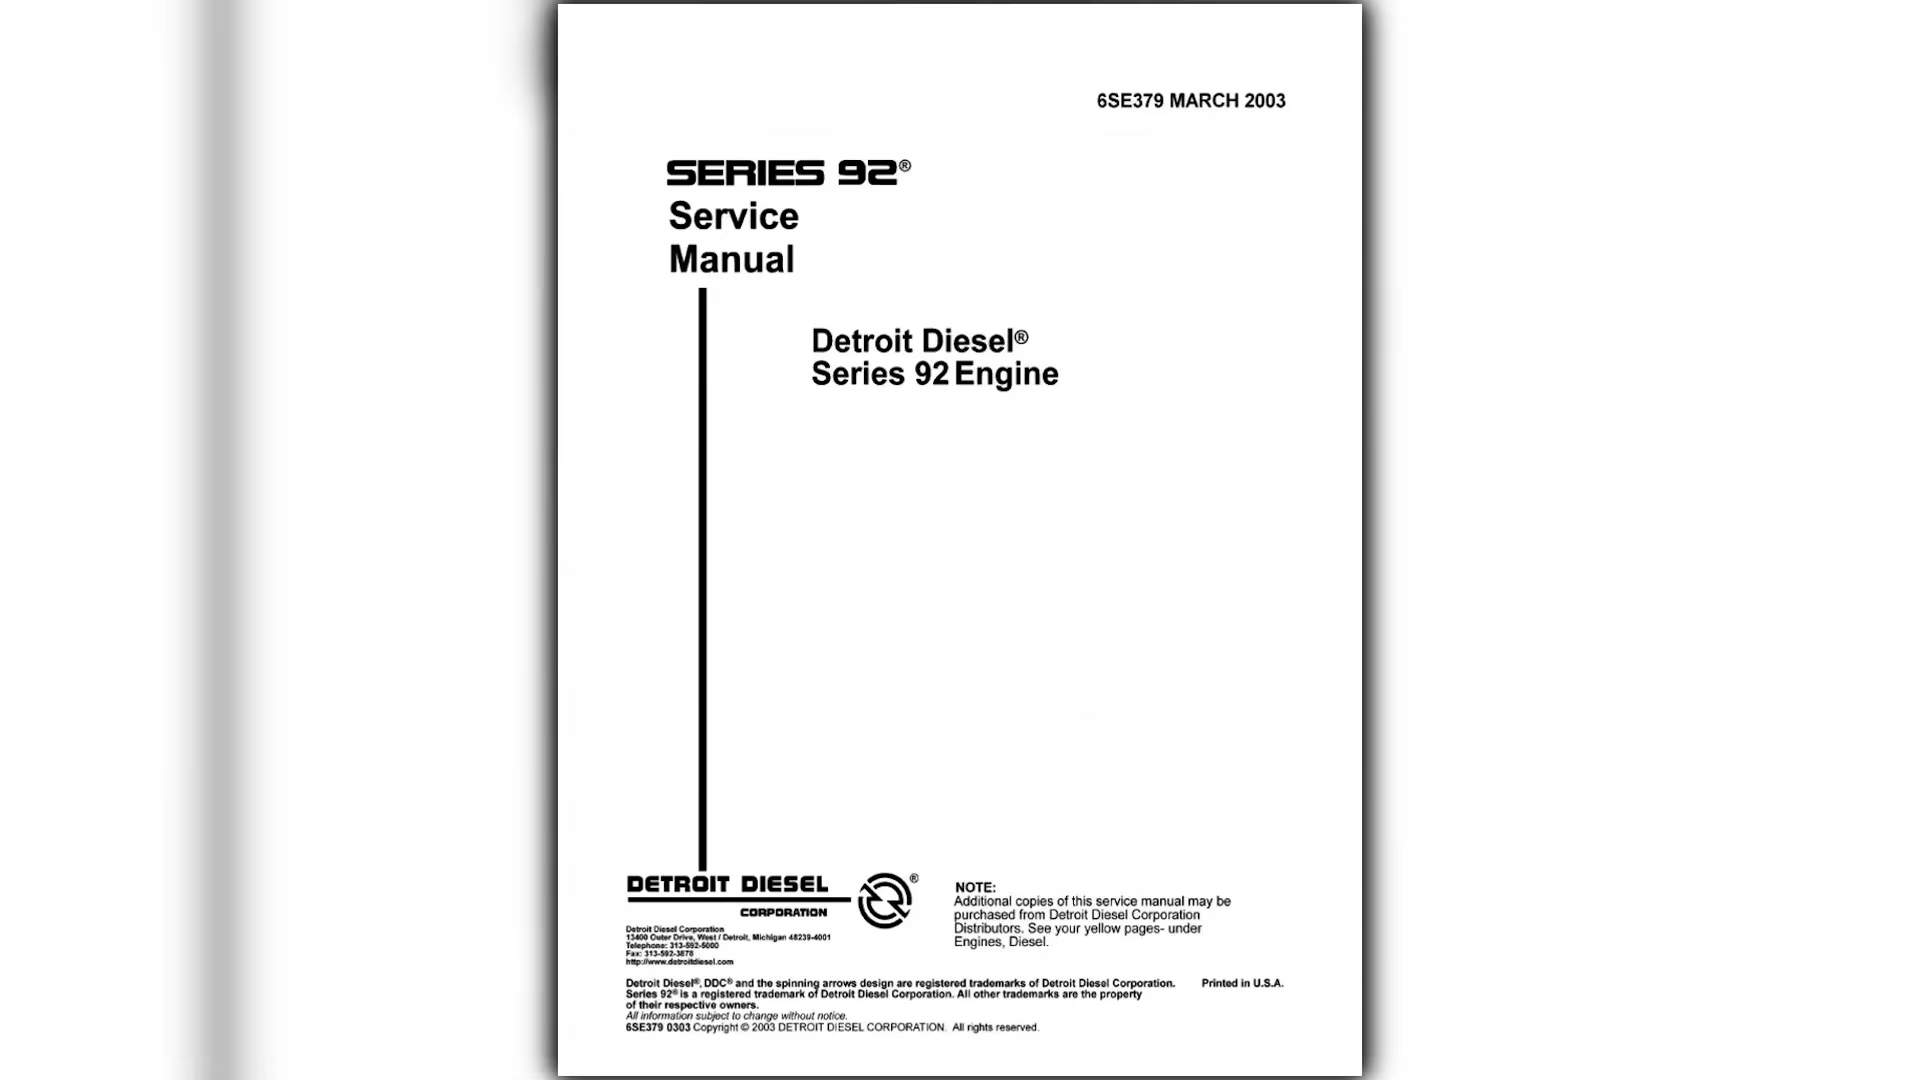 6SE379 MARCH 2003
SERIES 92®
Service
Manual
Detroit Diesel®
Series 92 Engine
DETROIT DIESEL
CORPORATION
®
Detroit Diesel Corporation
13400 Outer Drive, West / Detroit, Michigan 48239-4001
Telephone: 313-592-5000
Fax: 313-592-3878
http://www.detroitdiesel.com
NOTE:
Additional copies of this service manual may be
purchased from Detroit Diesel Corporation
Distributors. See your yellow pages- under
Engines, Diesel.
Detroit Diesel®, DDC® and the spinning arrows design are registered trademarks of Detroit Diesel Corporation. Printed in U.S.A.
Series 92® is a registered trademark of Detroit Diesel Corporation. All other trademarks are the property
of their respective owners.
All information subject to change without notice.
6SE379 0303 Copyright © 2003 DETROIT DIESEL CORPORATION. All rights reserved.